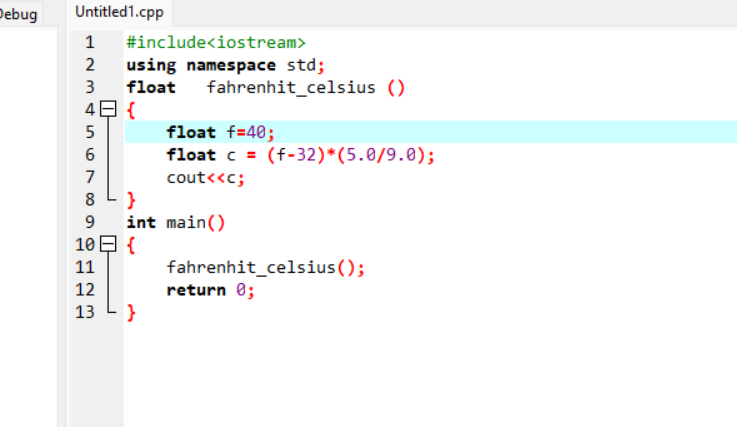 Debug
Untitled1.cpp
1 #include<iostream>
2 using namespace std;
3 float   fahrenhit_celsius ()
4 {
5     float f=40;
6     float c = (f-32)*(5.0/9.0);
7     cout<<c;
8 }
9 int main()
10 {
11     fahrenhit_celsius();
12     return 0;
13 }